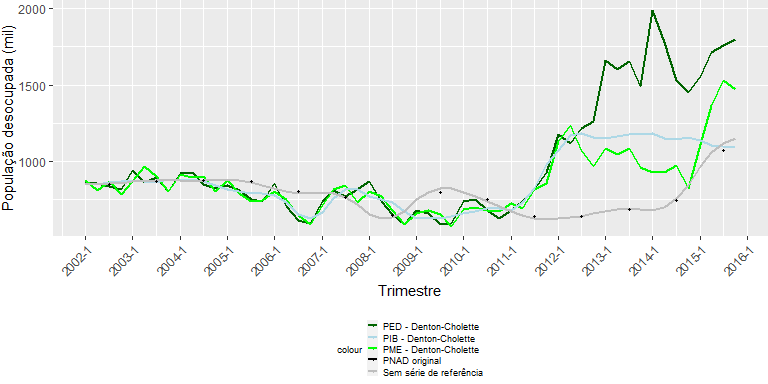 População desocupada (mil)
2000
1500
1000
2002-1
2003-1
2004-1
2005-1
2006-1
2007-1
2008-1
2009-1
2010-1
2011-1
2012-1
2013-1
2014-1
2015-1
2016-1
Trimestre
colour
PED - Denton-Cholette
PIB - Denton-Cholette
PME - Denton-Cholette
PNAD original
Sem série de referência